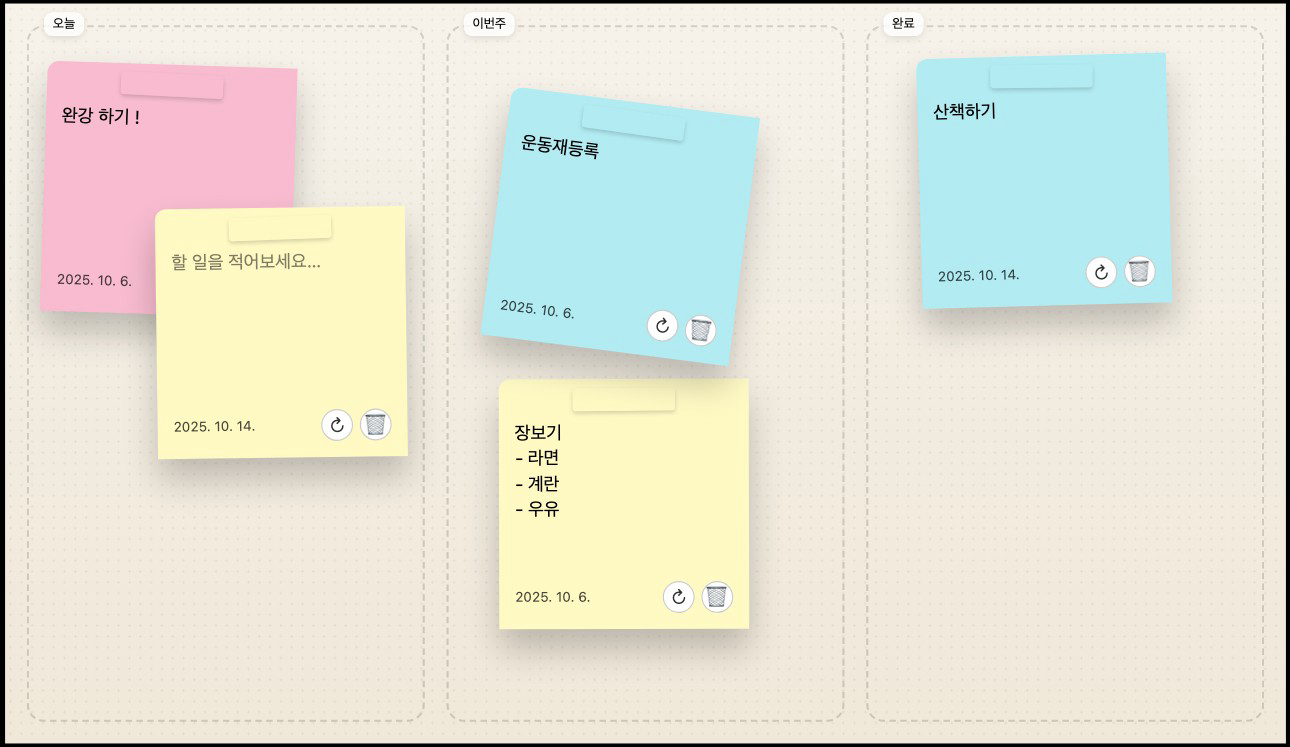 오늘
완강 하기 !
2025. 10. 6.
할 일을 적어보세요...
2025. 10. 14.
이번주
운동재등록
2025. 10. 6.
장보기
- 라면
- 계란
- 우유
2025. 10. 6.
완료
산책하기
2025. 10. 14.